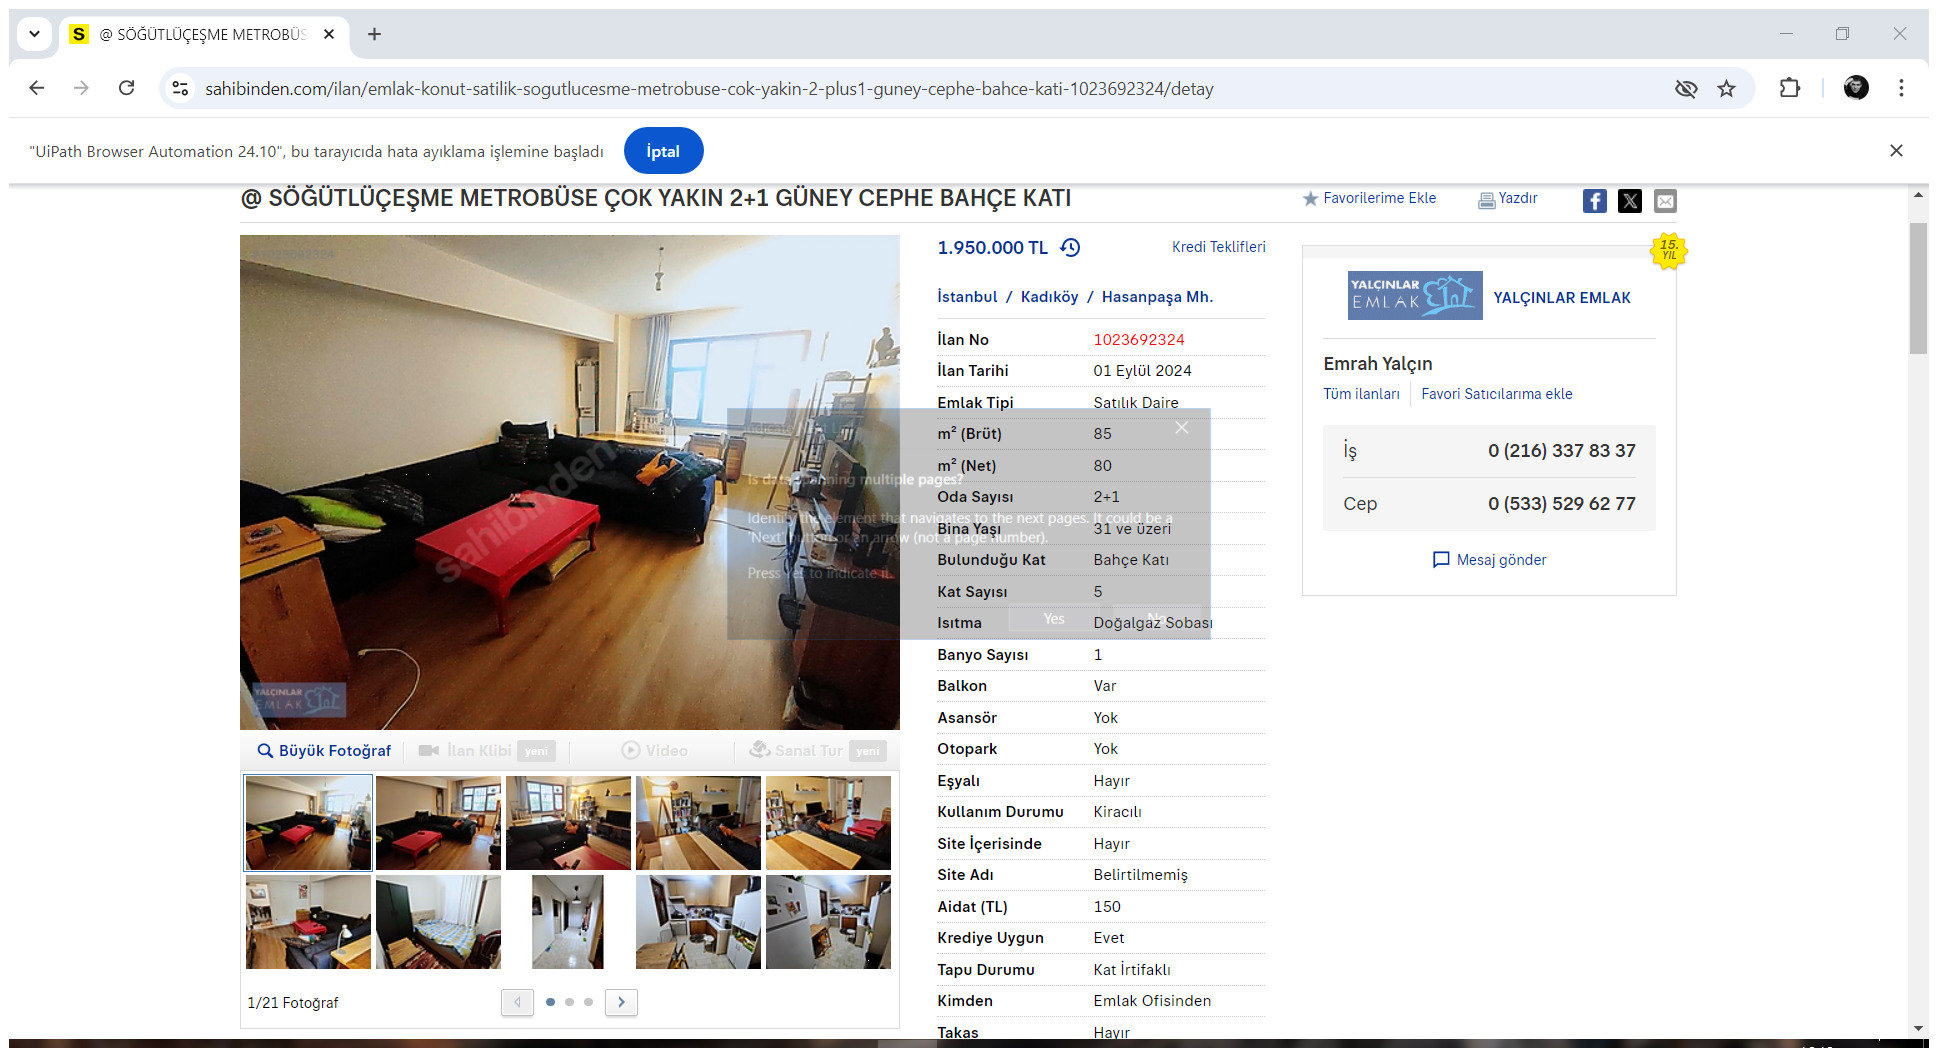 S @ SÖĞÜTLÜÇEŞME METROBÜS
sahibinden.com/ilan/emlak-konut-satilik-sogutlucesme-metrobuse-cok-yakin-2-plus1-guney-cephe-bahce-kati-1023692324/detay
"UiPath Browser Automation 24.10", bu tarayıcıda hata ayıklama işlemine başladı İptal
@ SÖĞÜTLÜÇEŞME METROBÜSE ÇOK YAKIN 2+1 GÜNEY CEPHE BAHÇE KATI
Favorilerime Ekle Yazdır
1.950.000 TL Kredi Teklifleri
İstanbul / Kadıköy / Hasanpaşa Mh.
İlan No 1023692324
İlan Tarihi 01 Eylül 2024
Emlak Tipi Satılık Daire
m² (Brüt) 85
m² (Net) 80
Oda Sayısı 2+1
Bina Yaşı 31 ve üzeri
Bulunduğu Kat Bahçe Katı
Kat Sayısı 5
Isıtma Doğalgaz Sobası
Banyo Sayısı 1
Balkon Var
Asansör Yok
Otopark Yok
Eşyalı Hayır
Kullanım Durumu Kiracılı
Site İçerisinde Hayır
Site Adı Belirtilmemiş
Aidat (TL) 150
Krediye Uygun Evet
Tapu Durumu Kat İrtifaklı
Kimden Emlak Ofisinden
Takas Hayır
Is data spanning multiple pages?
Identify the element that navigates to the next pages. It could be a
"Next" button or an arrow (not a page number).
Press Yes to indicate it.
Yes No
sahibinden
YALÇINLAR
EMLAK
Büyük Fotoğraf İlan Klibi yeni Video Sanal Tur yeni
1/21 Fotoğraf
15.
YIL
YALÇINLAR
EMLAK
YALÇINLAR EMLAK
Emrah Yalçın
Tüm ilanları Favori Satıcılarıma ekle
İş 0 (216) 337 83 37
Cep 0 (533) 529 62 77
Mesaj gönder